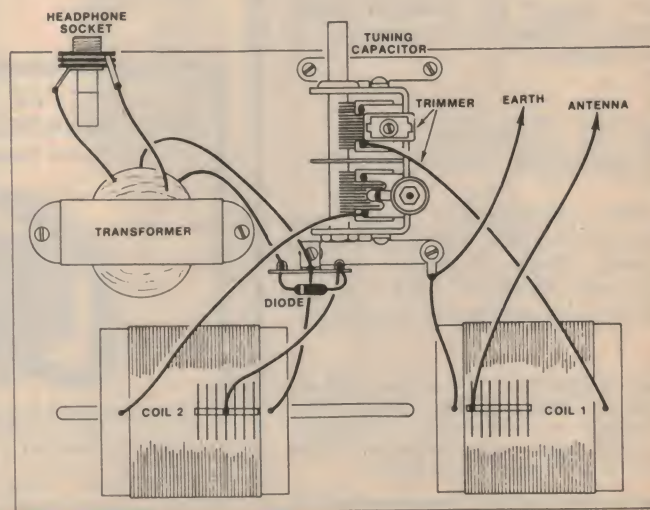 HEADPHONE
SOCKET
TUNING
CAPACITOR
TRIMMER
EARTH
ANTENNA
TRANSFORMER
DIODE
COIL 2
COIL 1